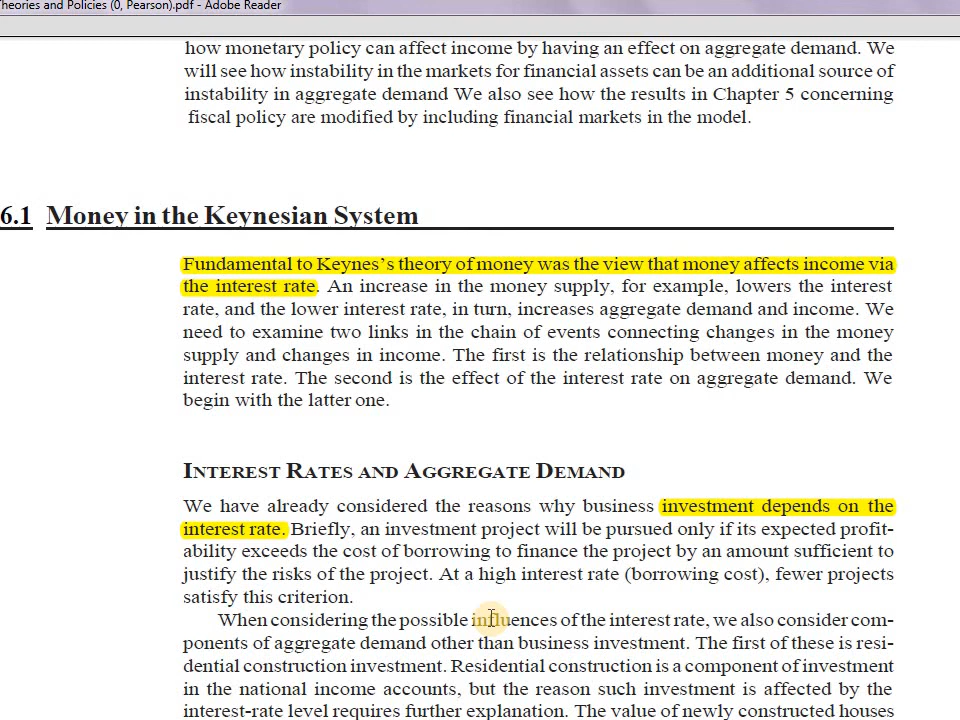 heories and Policies (0, Pearson).pdf - Adobe Reader
how monetary policy can affect income by having an effect on aggregate demand. We
will see how instability in the markets for financial assets can be an additional source of
instability in aggregate demand We also see how the results in Chapter 5 concerning
fiscal policy are modified by including financial markets in the model.
6.1 Money in the Keynesian System
Fundamental to Keynes’s theory of money was the view that money affects income via
the interest rate. An increase in the money supply, for example, lowers the interest
rate, and the lower interest rate, in turn, increases aggregate demand and income. We
need to examine two links in the chain of events connecting changes in the money
supply and changes in income. The first is the relationship between money and the
interest rate. The second is the effect of the interest rate on aggregate demand. We
begin with the latter one.
INTEREST RATES AND AGGREGATE DEMAND
We have already considered the reasons why business investment depends on the
interest rate. Briefly, an investment project will be pursued only if its expected profit-
ability exceeds the cost of borrowing to finance the project by an amount sufficient to
justify the risks of the project. At a high interest rate (borrowing cost), fewer projects
satisfy this criterion.
When considering the possible influences of the interest rate, we also consider com-
ponents of aggregate demand other than business investment. The first of these is resi-
dential construction investment. Residential construction is a component of investment
in the national income accounts, but the reason such investment is affected by the
interest-rate level requires further explanation. The value of newly constructed houses